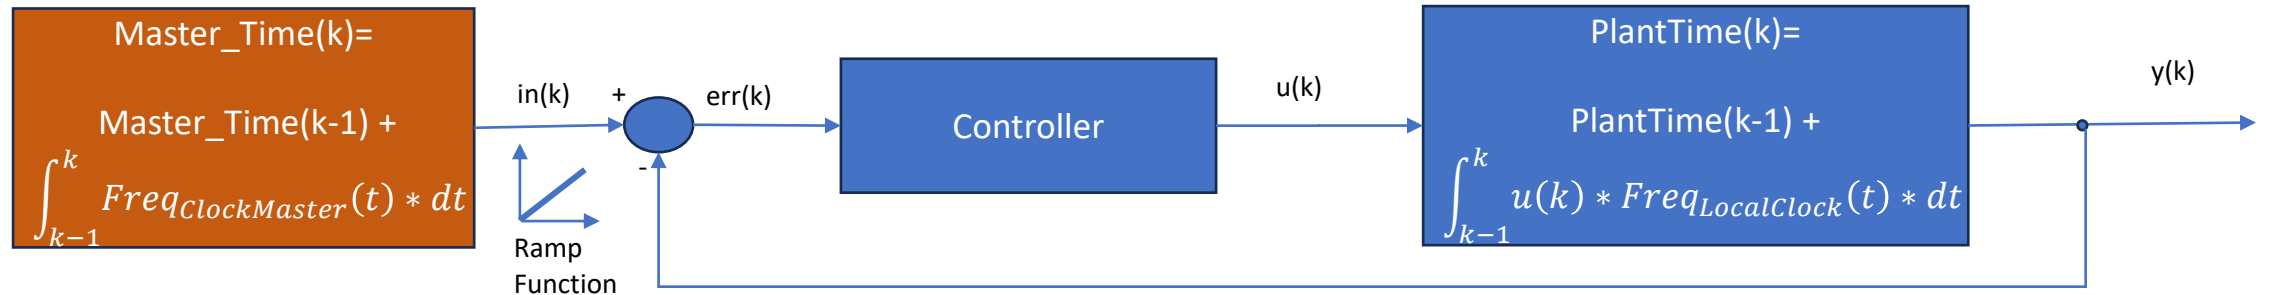 Master_Time(k)=
Master_Time(k-1) +
∫_{k-1}^{k} Freq_{ClockMaster}(t) * dt
in(k)
+
-
Ramp
Function
err(k)
Controller
u(k)
PlantTime(k)=
PlantTime(k-1) +
∫_{k-1}^{k} u(k) * Freq_{LocalClock}(t) * dt
y(k)